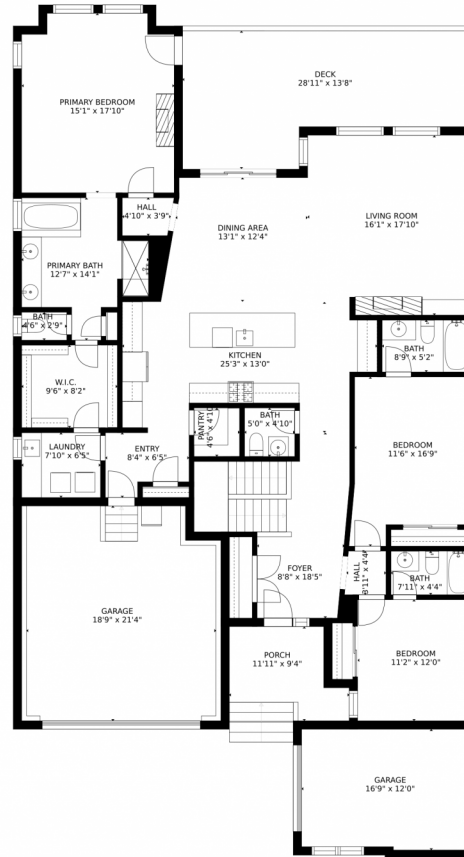 DECK
28'11" x 13'8"
PRIMARY BEDROOM
15'1" x 17'10"
HALL
4'10" x 3'9"
DINING AREA
13'1" x 12'4"
LIVING ROOM
16'1" x 17'10"
PRIMARY BATH
12'7" x 14'1"
BATH
4'6" x 2'9"
KITCHEN
25'3" x 13'0"
BATH
8'9" x 5'2"
W.I.C.
9'6" x 8'2"
PANTRY
4'6" x 4'10"
BATH
5'0" x 4'10"
BEDROOM
11'6" x 16'9"
LAUNDRY
7'10" x 6'5"
ENTRY
8'4" x 6'5"
FOYER
8'8" x 18'5"
HALL
3'11" x 4'4"
BATH
7'11" x 4'4"
GARAGE
18'9" x 21'4"
PORCH
11'11" x 9'4"
BEDROOM
11'2" x 12'0"
GARAGE
16'9" x 12'0"